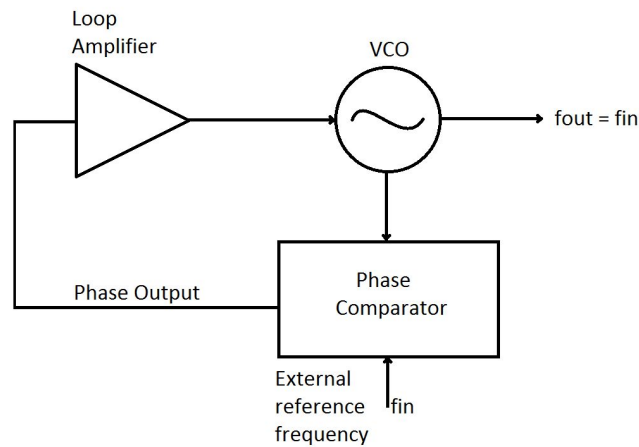 Loop
Amplifier
VCO
fout = fin
Phase Output
Phase
Comparator
External
reference
frequency
fin